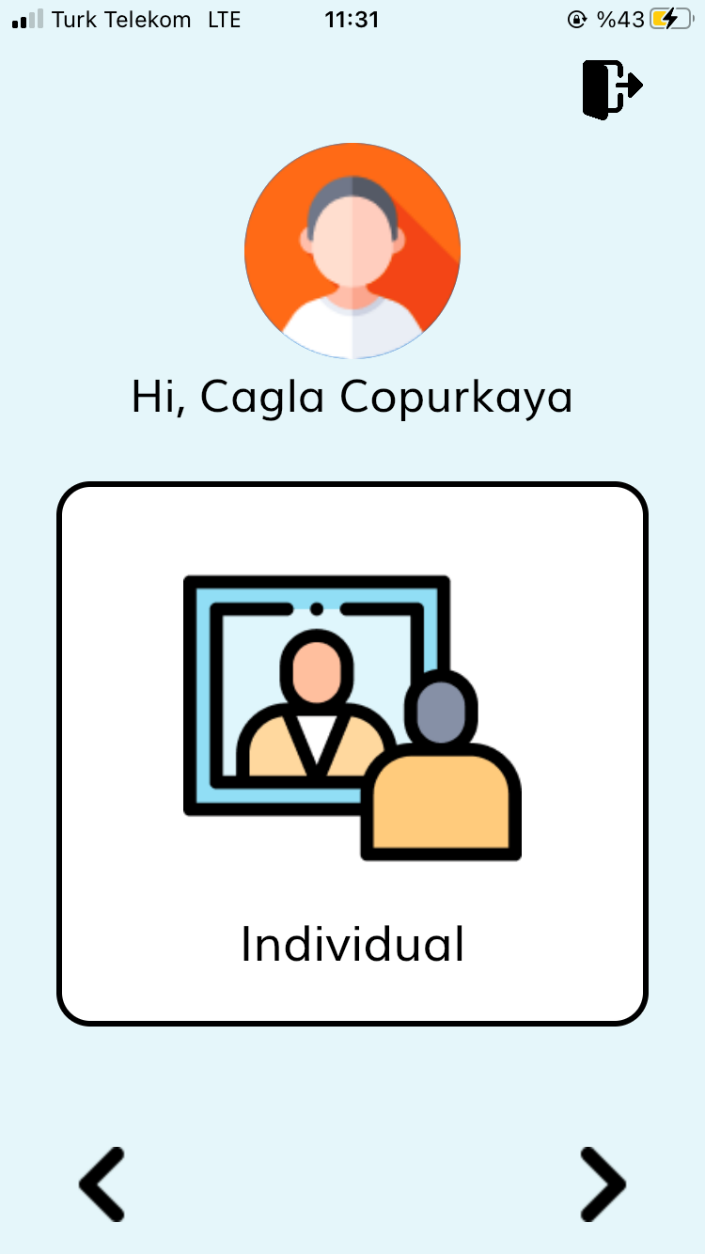 Turk Telekom LTE 11:31 %43
Hi, Cagla Copurkaya
Individual